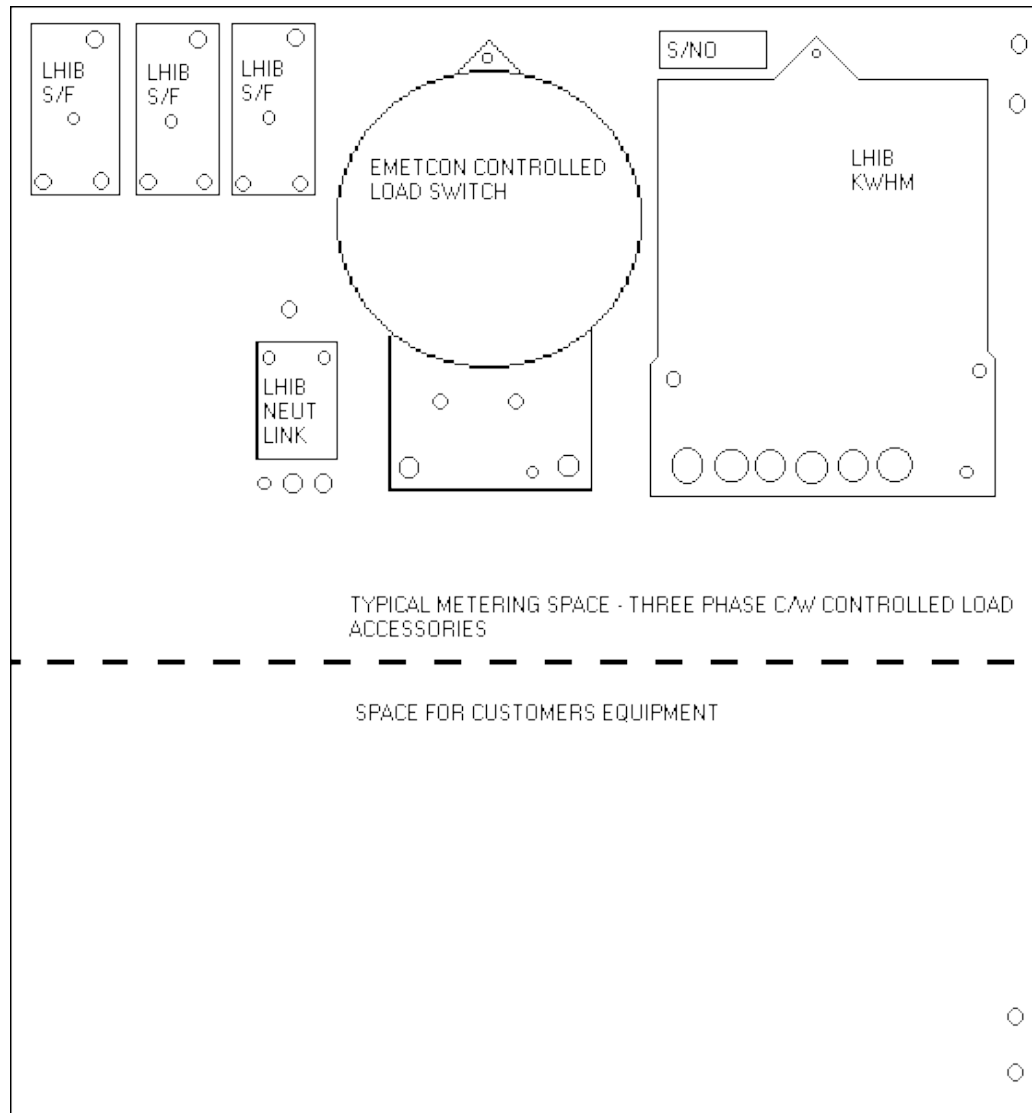 LHIB
S/F
LHIB
S/F
LHIB
S/F
EMETCON CONTROLLED
LOAD SWITCH
S/NO
LHIB
KWHM
LHIB
NEUT
LINK
TYPICAL METERING SPACE - THREE PHASE C/W CONTROLLED LOAD
ACCESSORIES
SPACE FOR CUSTOMERS EQUIPMENT